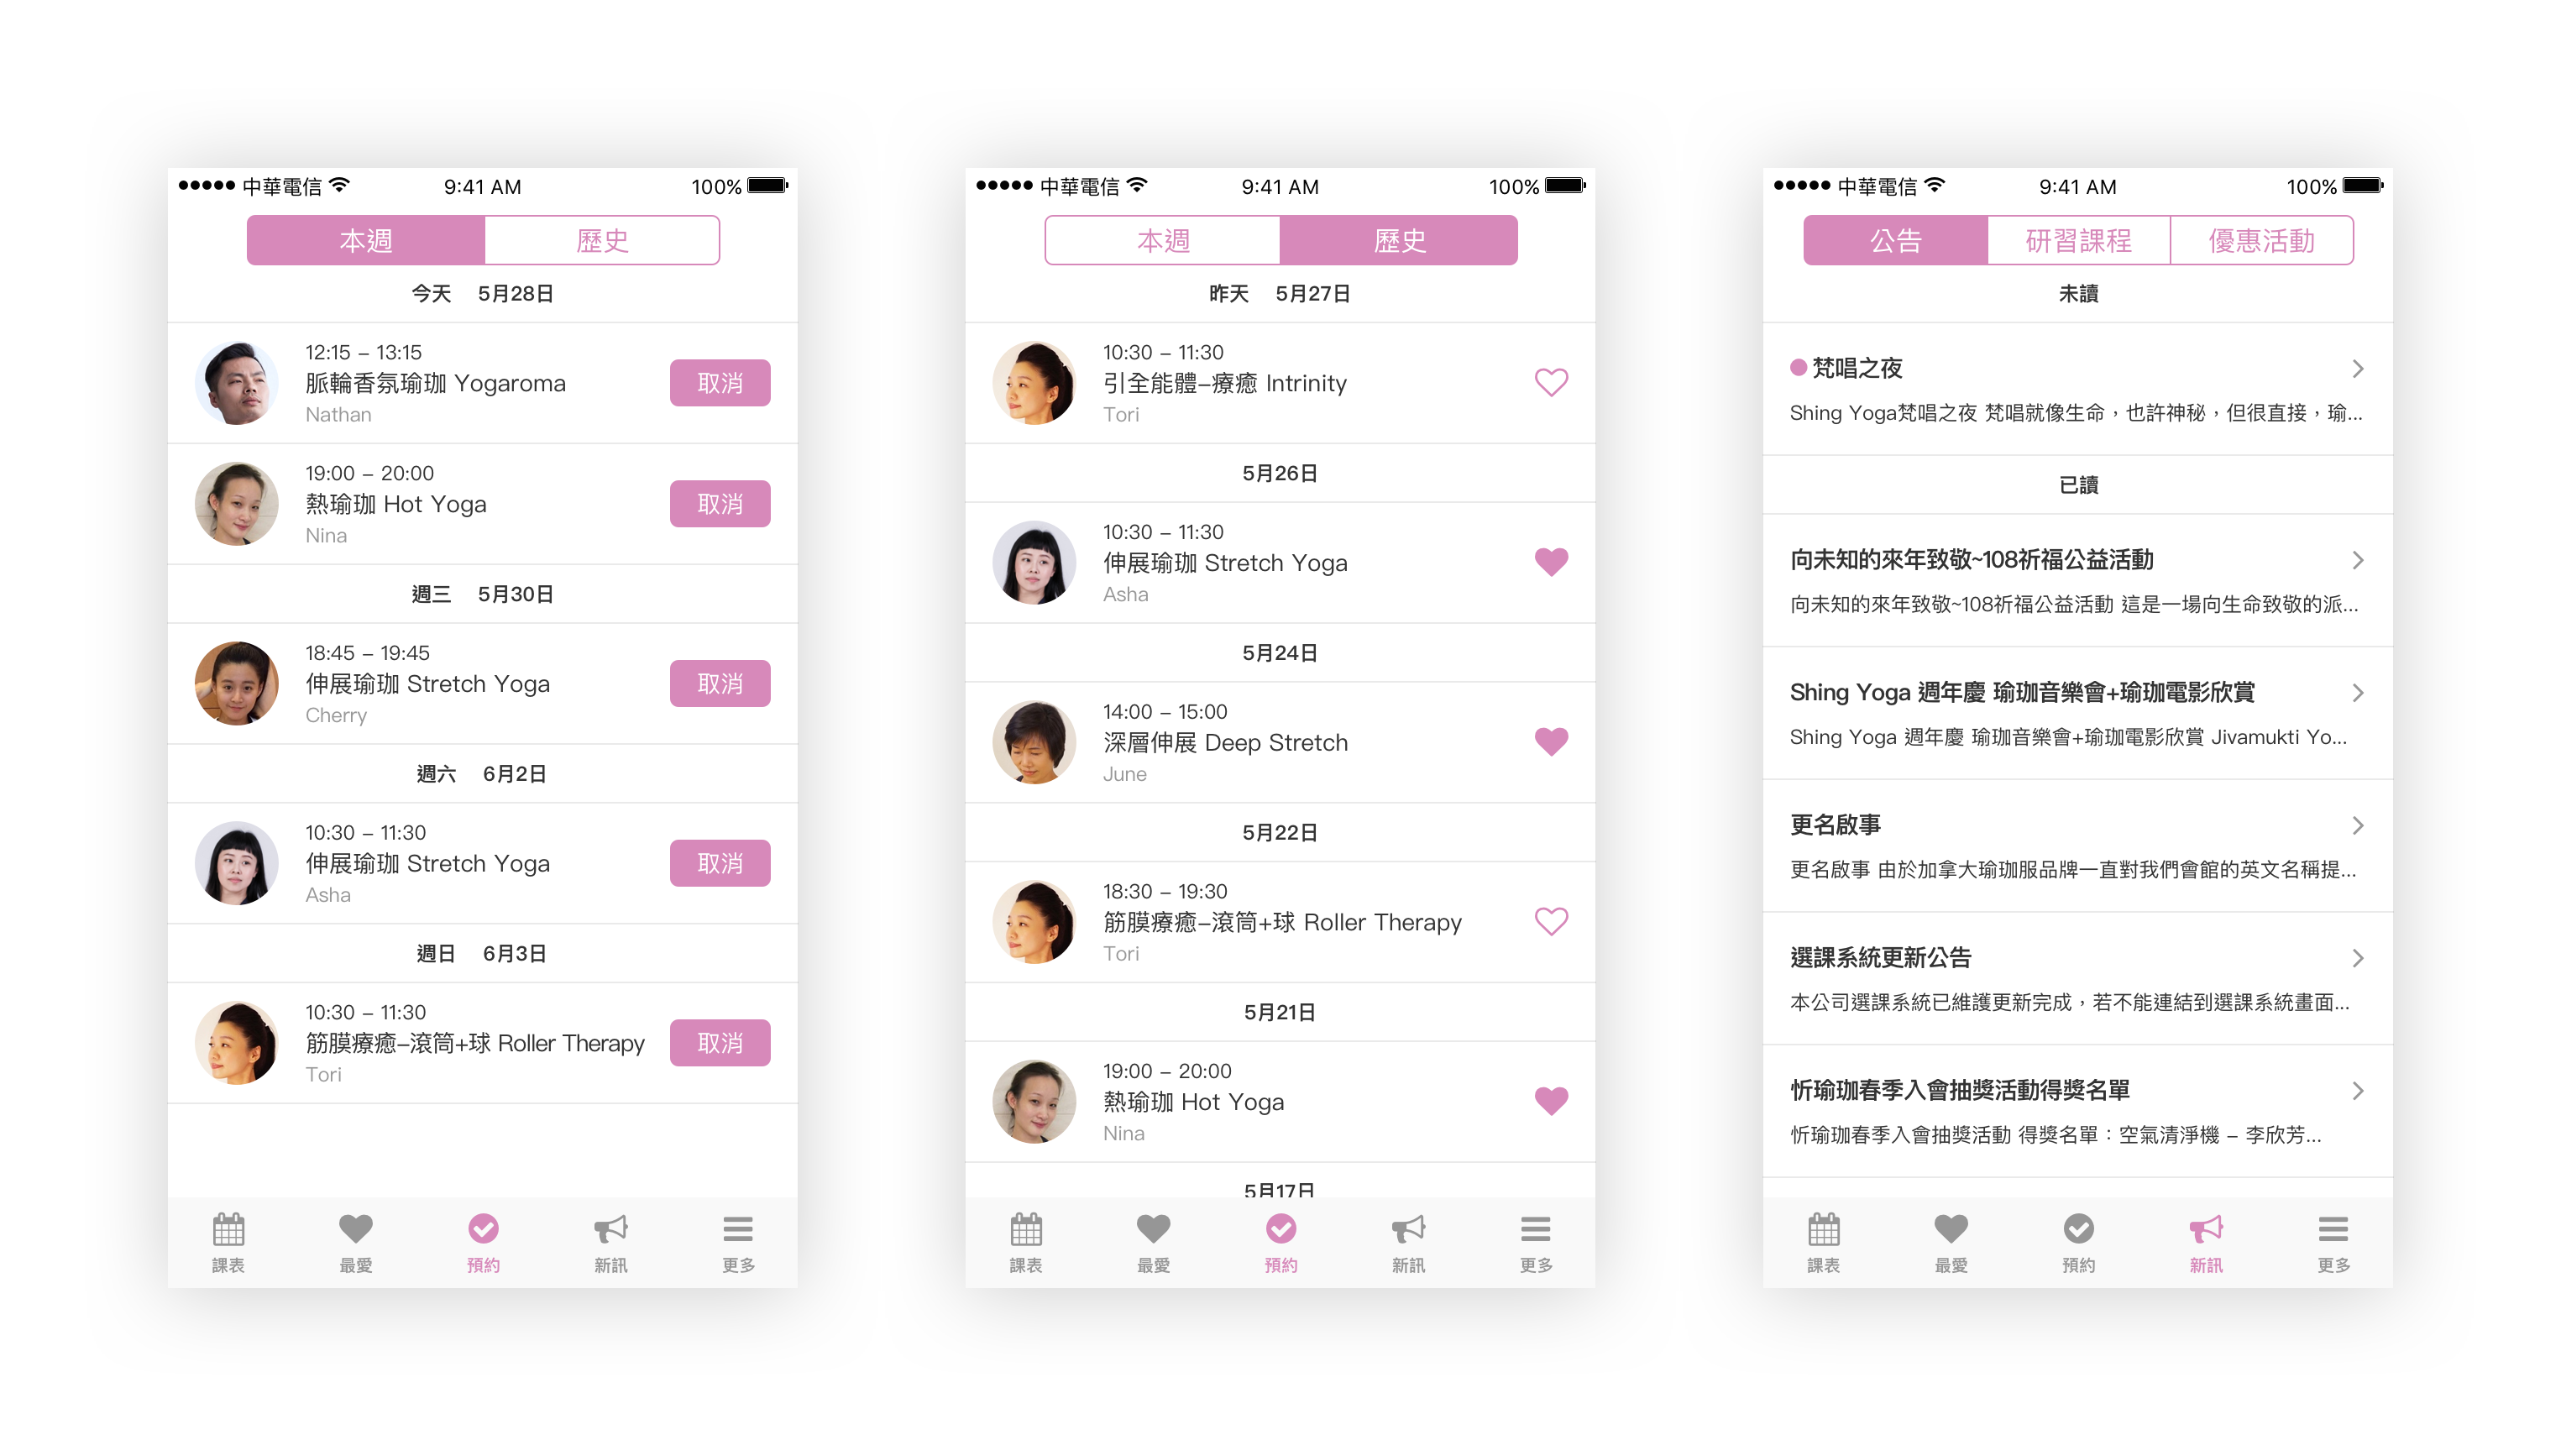 中華電信
9:41 AM
100%
本週
歷史
今天 5月28日
12:15 – 13:15
脈輪香氛瑜珈 Yogaroma
Nathan
取消
19:00 – 20:00
熱瑜珈 Hot Yoga
Nina
取消
週三 5月30日
18:45 – 19:45
伸展瑜珈 Stretch Yoga
Cherry
取消
週六 6月2日
10:30 – 11:30
伸展瑜珈 Stretch Yoga
Asha
取消
週日 6月3日
10:30 – 11:30
筋膜療癒–滾筒+球 Roller Therapy
Tori
取消
課表
最愛
預約
新訊
更多
中華電信
9:41 AM
100%
本週
歷史
昨天 5月27日
10:30 – 11:30
引全能體–療癒 Intrinity
Tori
5月26日
10:30 – 11:30
伸展瑜珈 Stretch Yoga
Asha
5月24日
14:00 – 15:00
深層伸展 Deep Stretch
June
5月22日
18:30 – 19:30
筋膜療癒–滾筒+球 Roller Therapy
Tori
5月21日
19:00 – 20:00
熱瑜珈 Hot Yoga
Nina
5月17日
課表
最愛
預約
新訊
更多
中華電信
9:41 AM
100%
公告
研習課程
優惠活動
未讀
梵唱之夜
Shing Yoga梵唱之夜 梵唱就像生命，也許神秘，但很直接，瑜...
已讀
向未知的來年致敬~108祈福公益活動
向未知的來年致敬~108祈福公益活動 這是一場向生命致敬的派...
Shing Yoga 週年慶 瑜珈音樂會+瑜珈電影欣賞
Shing Yoga 週年慶 瑜珈音樂會+瑜珈電影欣賞 Jivamukti Yo...
更名啟事
更名啟事 由於加拿大瑜珈服品牌一直對我們會館的英文名稱提...
選課系統更新公告
本公司選課系統已維護更新完成，若不能連結到選課系統畫面...
忻瑜珈春季入會抽獎活動得獎名單
忻瑜珈春季入會抽獎活動 得獎名單：空氣清淨機 – 李欣芳...
課表
最愛
預約
新訊
更多